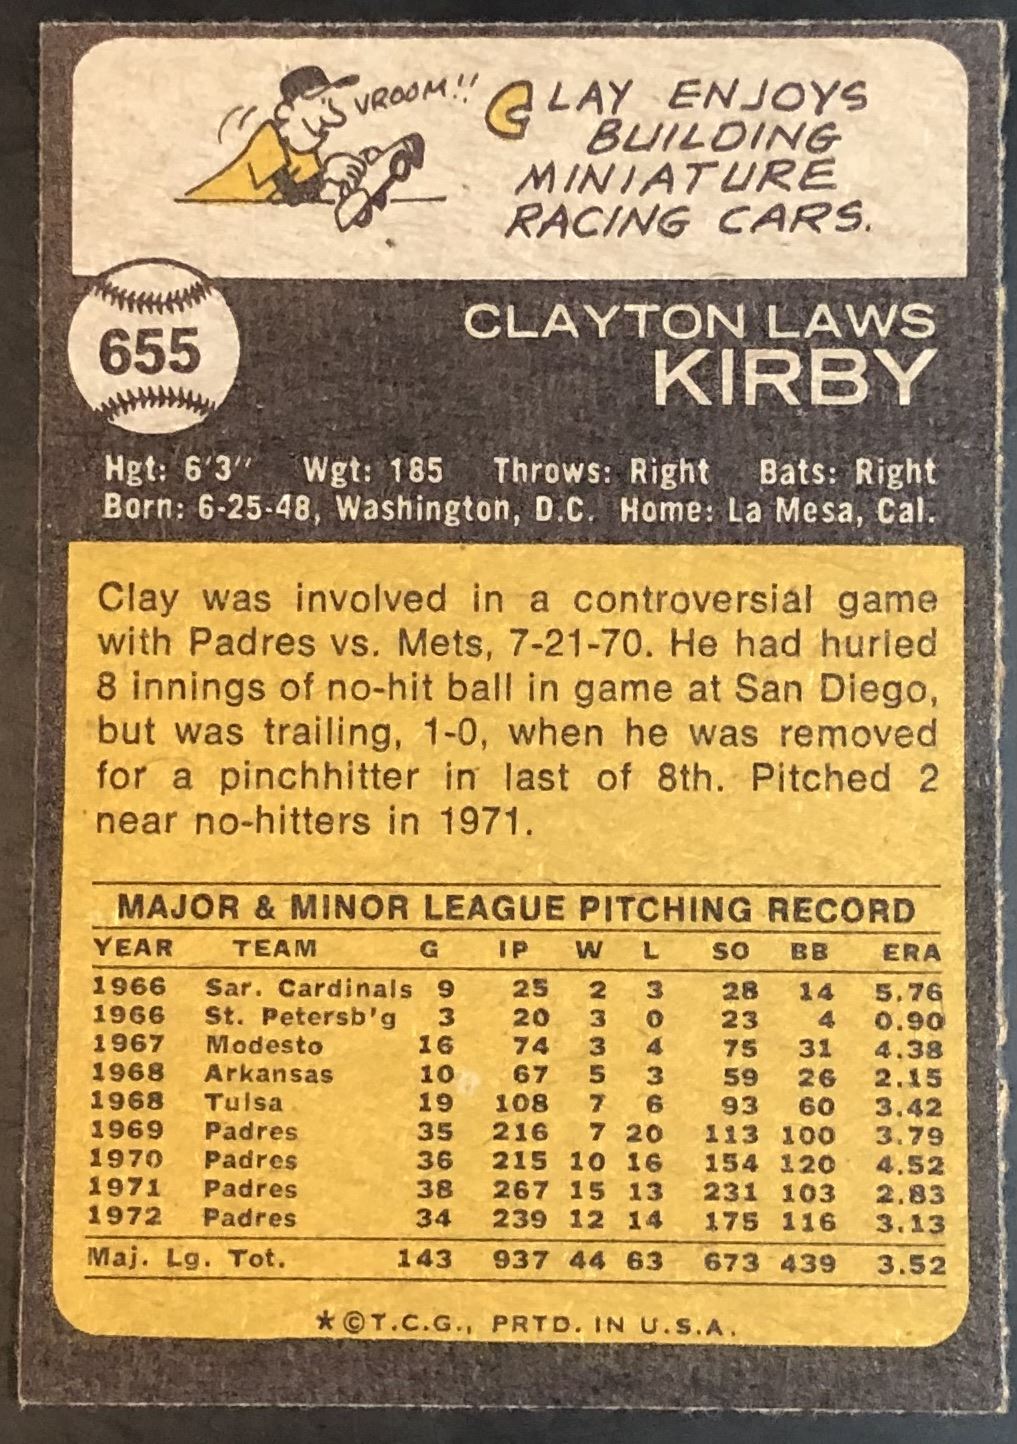 VROOM!!
CLAY ENJOYS
BUILDING
MINIATURE
RACING CARS.
655
CLAYTON LAWS
KIRBY
Hgt: 6'3" Wgt: 185 Throws: Right Bats: Right
Born: 6-25-48, Washington, D.C. Home: La Mesa, Cal.
Clay was involved in a controversial game
with Padres vs. Mets, 7-21-70. He had hurled
8 innings of no-hit ball in game at San Diego,
but was trailing, 1-0, when he was removed
for a pinchhitter in last of 8th. Pitched 2
near no-hitters in 1971.
MAJOR & MINOR LEAGUE PITCHING RECORD
YEAR TEAM G IP W L SO BB ERA
1966 Sar. Cardinals 9 25 2 3 28 14 5.76
1966 St. Petersb'g 3 20 3 0 23 4 0.90
1967 Modesto 16 74 3 4 75 31 4.38
1968 Arkansas 10 67 5 3 59 26 2.15
1968 Tulsa 19 108 7 6 93 60 3.42
1969 Padres 35 216 7 20 113 100 3.79
1970 Padres 36 215 10 16 154 120 4.52
1971 Padres 38 267 15 13 231 103 2.83
1972 Padres 34 239 12 14 175 116 3.13
Maj. Lg. Tot. 143 937 44 63 673 439 3.52
*©T.C.G., PRTD. IN U.S.A.